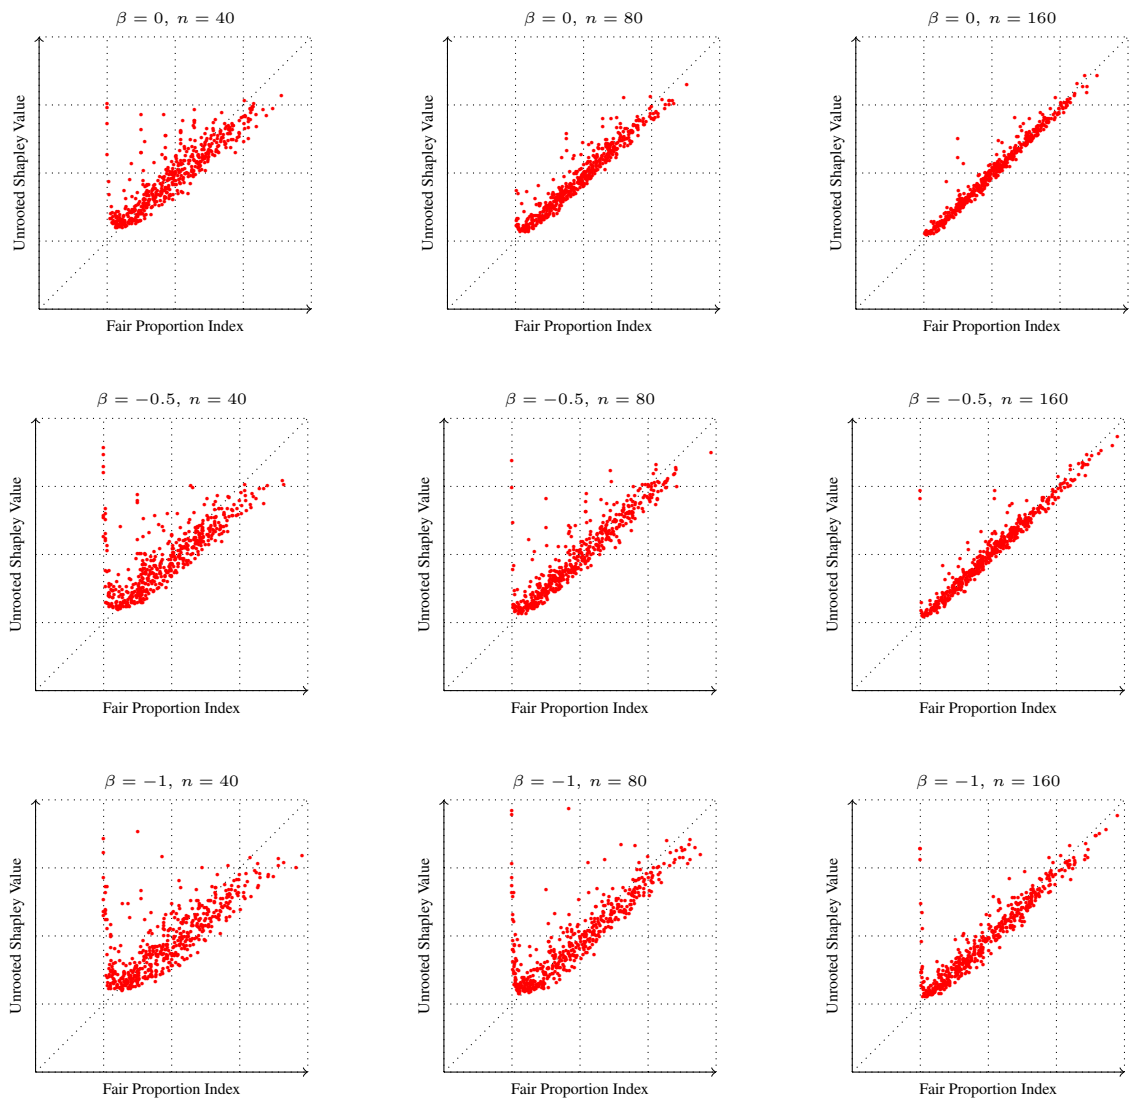 β = 0, n = 40
β = 0, n = 80
β = 0, n = 160
Unrooted Shapley Value
Unrooted Shapley Value
Unrooted Shapley Value
Fair Proportion Index
Fair Proportion Index
Fair Proportion Index
β = −0.5, n = 40
β = −0.5, n = 80
β = −0.5, n = 160
Unrooted Shapley Value
Unrooted Shapley Value
Unrooted Shapley Value
Fair Proportion Index
Fair Proportion Index
Fair Proportion Index
β = −1, n = 40
β = −1, n = 80
β = −1, n = 160
Unrooted Shapley Value
Unrooted Shapley Value
Unrooted Shapley Value
Fair Proportion Index
Fair Proportion Index
Fair Proportion Index